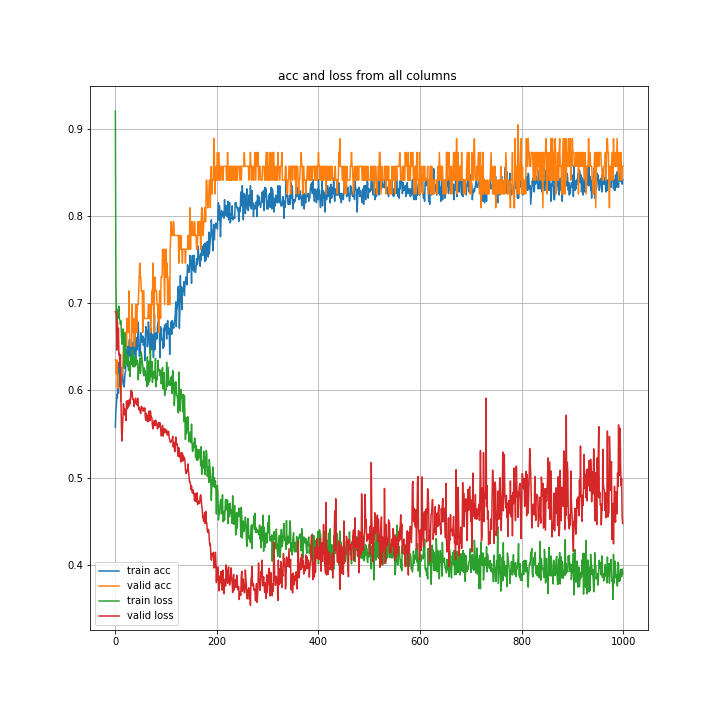 acc and loss from all columns
0.9
0.8
0.7
0.6
0.5
0.4
train acc
valid acc
train loss
valid loss
0 200 400 600 800 1000